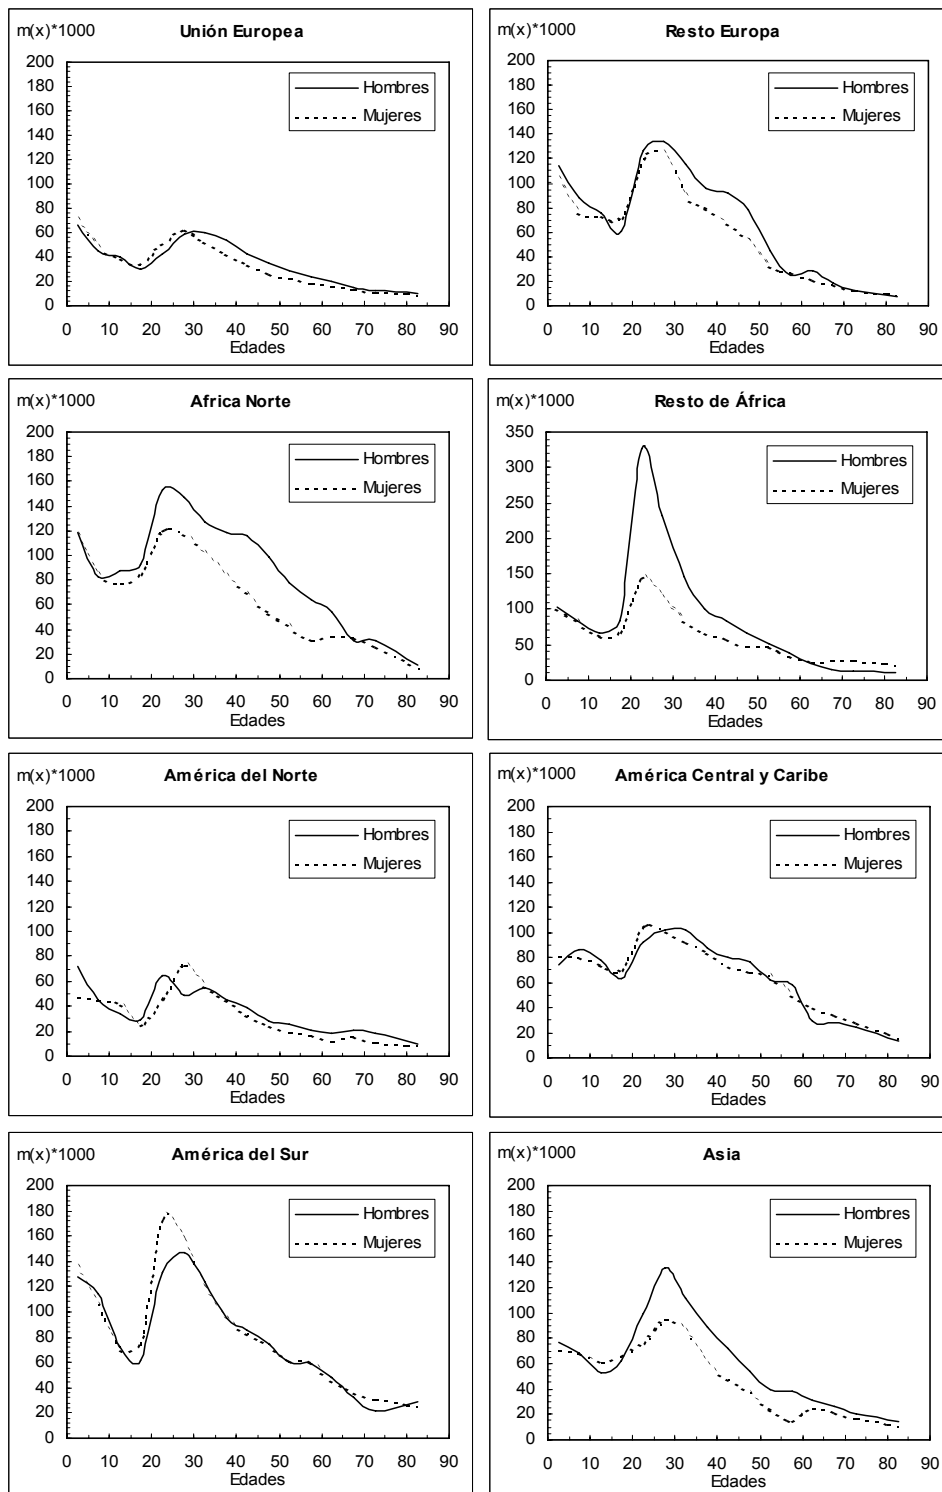 m(x)*1000
Unión Europea
200
180
160
140
120
100
80
60
40
20
0
Hombres
Mujeres
0 10 20 30 40 50 60 70 80 90
Edades
m(x)*1000
Resto Europa
200
180
160
140
120
100
80
60
40
20
0
Hombres
Mujeres
0 10 20 30 40 50 60 70 80 90
Edades
m(x)*1000
Africa Norte
200
180
160
140
120
100
80
60
40
20
0
Hombres
Mujeres
0 10 20 30 40 50 60 70 80 90
Edades
m(x)*1000
Resto de África
350
300
250
200
150
100
50
0
Hombres
Mujeres
0 10 20 30 40 50 60 70 80 90
Edades
m(x)*1000
América del Norte
200
180
160
140
120
100
80
60
40
20
0
Hombres
Mujeres
0 10 20 30 40 50 60 70 80 90
Edades
m(x)*1000
América Central y Caribe
200
180
160
140
120
100
80
60
40
20
0
Hombres
Mujeres
0 10 20 30 40 50 60 70 80 90
Edades
m(x)*1000
América del Sur
200
180
160
140
120
100
80
60
40
20
0
Hombres
Mujeres
0 10 20 30 40 50 60 70 80 90
Edades
m(x)*1000
Asia
200
180
160
140
120
100
80
60
40
20
0
Hombres
Mujeres
0 10 20 30 40 50 60 70 80 90
Edades